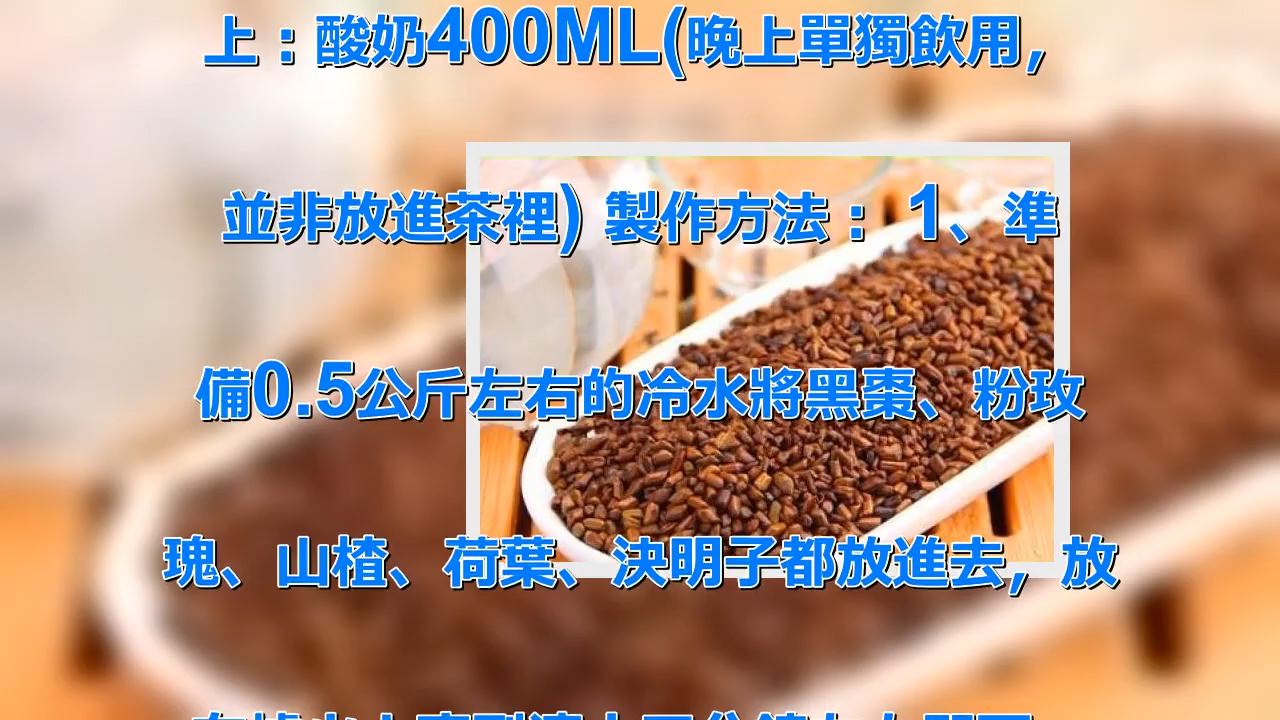 上：酸奶400ML(晚上單獨飲用，
並非放進茶裡) 製作方法： 1、準
備0.5公斤左右的冷水將黑棗、粉玫
瑰、山楂、荷葉、決明子都放進去，放